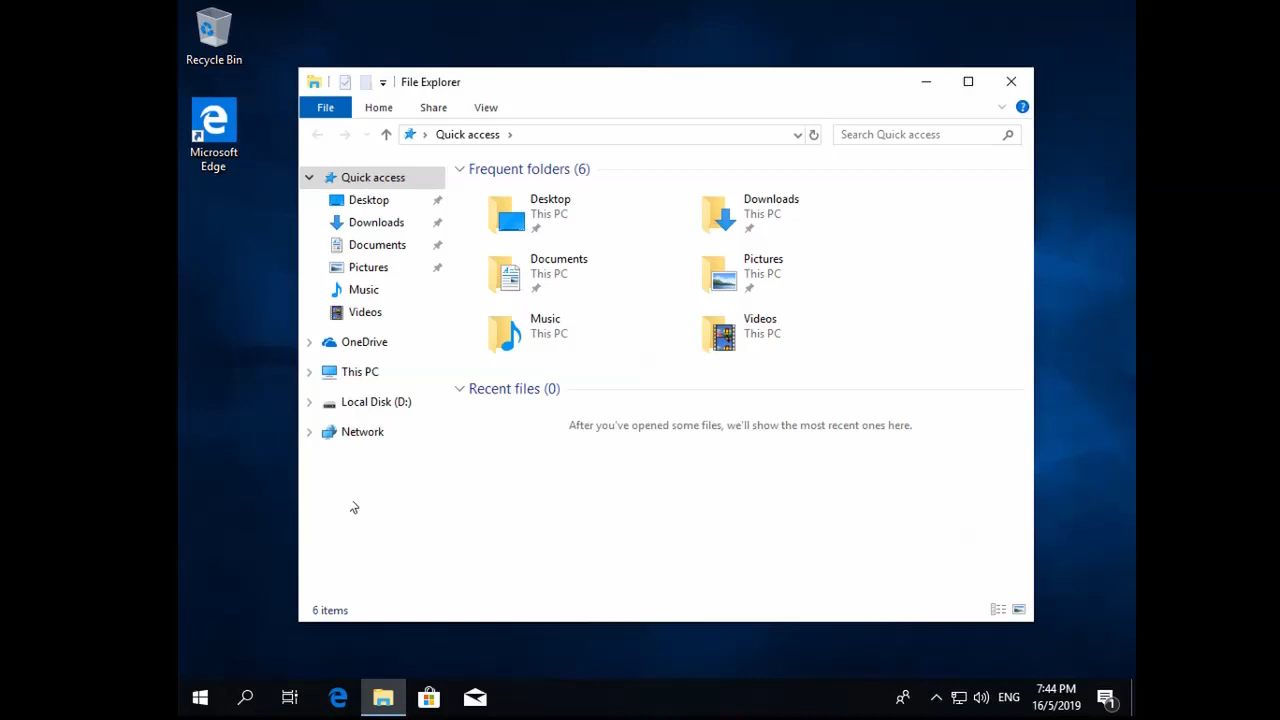 Recycle Bin
Microsoft
Edge
File Explorer
File
Home
Share
View
Quick access
Search Quick access
Quick access
Desktop
Downloads
Documents
Pictures
Music
Videos
OneDrive
This PC
Local Disk (D:)
Network
Frequent folders (6)
Desktop
This PC
Downloads
This PC
Documents
This PC
Pictures
This PC
Music
This PC
Videos
This PC
Recent files (0)
After you've opened some files, we'll show the most recent ones here.
6 items
ENG
7:44 PM
16/5/2019
1